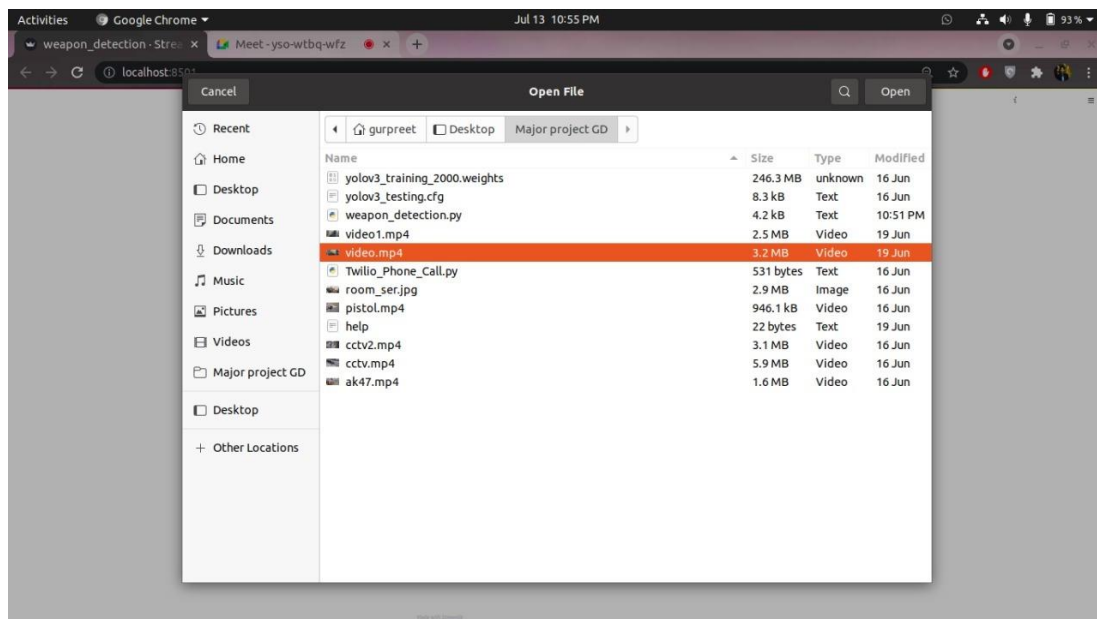 Activities Google Chrome Jul 13 10:55 PM 93 %
weapon_detection · Stre Meet - yso-wtbq-wfz
localhost:8501
Cancel Open File Open
Recent
Home
Desktop
Documents
Downloads
Music
Pictures
Videos
Major project GD
Desktop
+ Other Locations
gurpreet Desktop Major project GD
Name Size Type Modified
yolov3_training_2000.weights 246.3 MB unknown 16 Jun
yolov3_testing.cfg 8.3 kB Text 16 Jun
weapon_detection.py 4.2 kB Text 10:51 PM
video1.mp4 2.5 MB Video 19 Jun
video.mp4 3.2 MB Video 19 Jun
Twilio_Phone_Call.py 531 bytes Text 16 Jun
room_ser.jpg 2.9 MB Image 16 Jun
pistol.mp4 946.1 kB Video 16 Jun
help 22 bytes Text 19 Jun
cctv2.mp4 3.1 MB Video 16 Jun
cctv.mp4 5.9 MB Video 16 Jun
ak47.mp4 1.6 MB Video 16 Jun